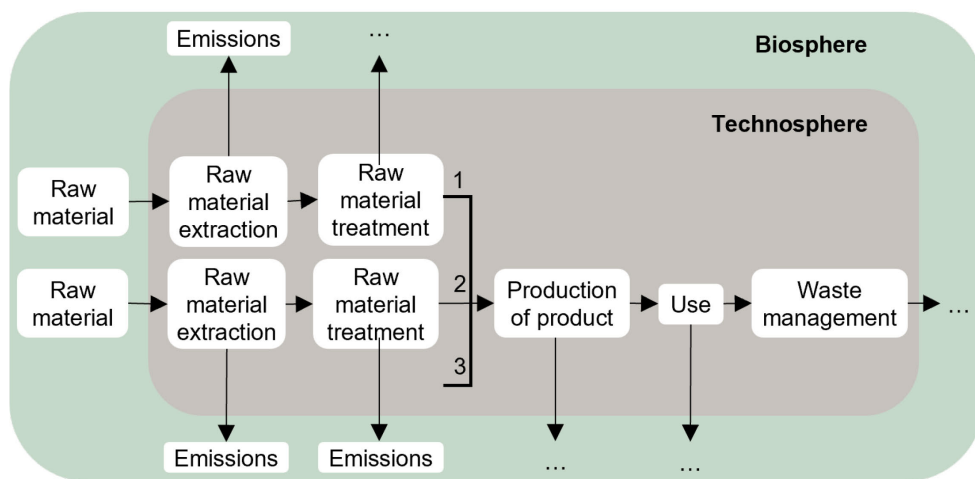 Emissions
...
Biosphere
Technosphere
Raw
material
Raw
material
extraction
Raw
material
treatment
1
Raw
material
Raw
material
extraction
Raw
material
treatment
2
3
Production
of product
Use
Waste
management
...
Emissions
Emissions
...
...